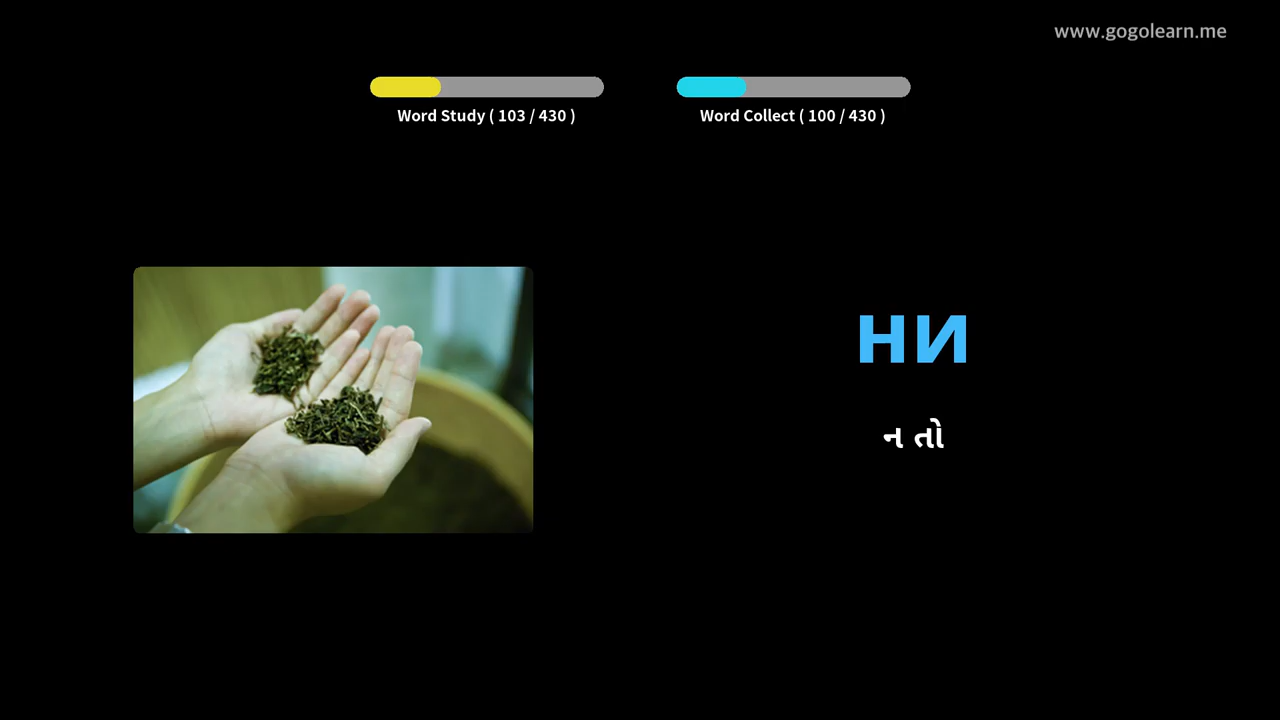 www.gogolearn.me
Word Study ( 103 / 430 )
Word Collect ( 100 / 430 )
ни
ન તો